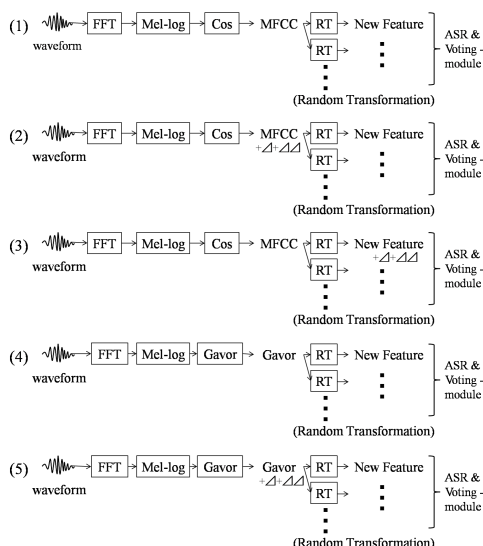 (1) FFT Mel-log Cos MFCC RT New Feature
waveform RT
ASR &
Voting
module
(Random Transformation)
(2) FFT Mel-log Cos MFCC RT New Feature
+⊿+⊿⊿
waveform RT
ASR &
Voting
module
(Random Transformation)
(3) FFT Mel-log Cos MFCC RT New Feature
+⊿+⊿⊿
waveform RT
ASR &
Voting
module
(Random Transformation)
(4) FFT Mel-log Gavor Gavor RT New Feature
waveform RT
ASR &
Voting
module
(Random Transformation)
(5) FFT Mel-log Gavor Gavor RT New Feature
+⊿+⊿⊿
waveform RT
ASR &
Voting
module
(Random Transformation)